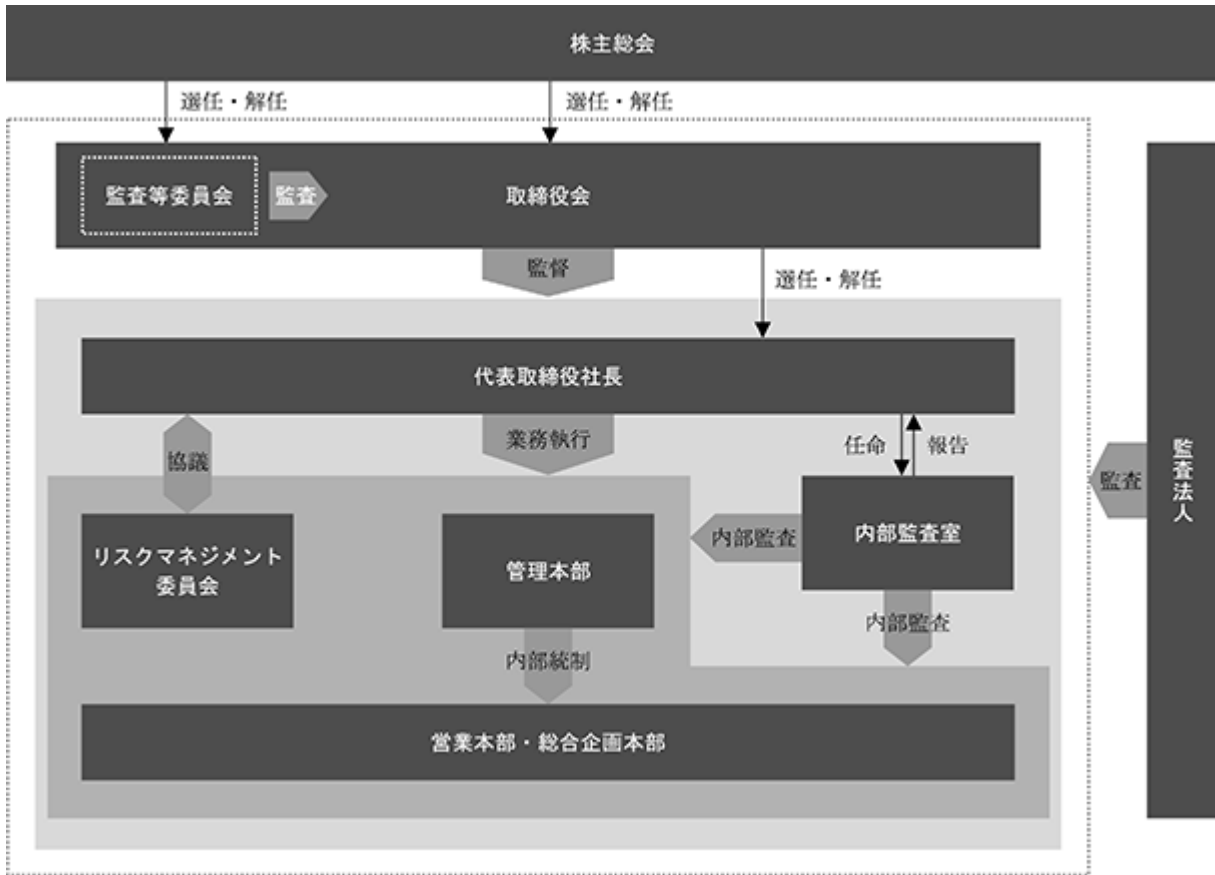 株主総会
選任・解任
選任・解任
監査等委員会
監査
取締役会
監督
選任・解任
代表取締役社長
協議
業務執行
任命
報告
監査
監査法人
リスクマネジメント
委員会
管理本部
内部監査
内部監査室
内部監査
内部統制
営業本部・総合企画本部